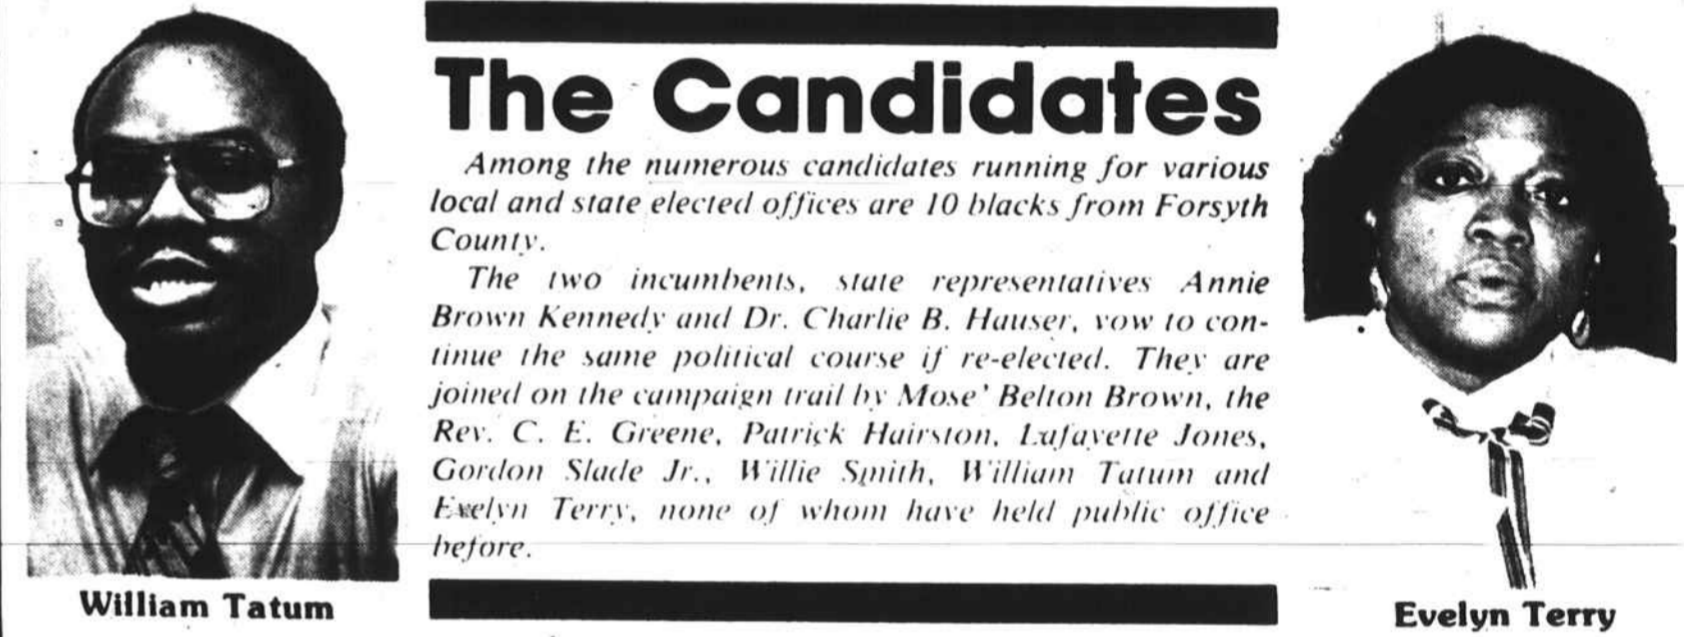 The Candidates
Among the numerous candidates running for various
local and state elected offices are 10 blacks from Forsyth
County.
The two incumbents, state representatives Annie
Brown Kennedy and Dr. Charlie B. Hauser, vow to con-
tinue the same political course if re-elected. They are
joined on the campaign trail by Mose' Belton Brown, the
Rev. C. E. Greene, Patrick Hairston, Lafayette Jones,
Gordon Slade Jr., Willie Smith, William Tatum and
Evelyn Terry, none of whom have held public office
before.
William Tatum
Evelyn Terry